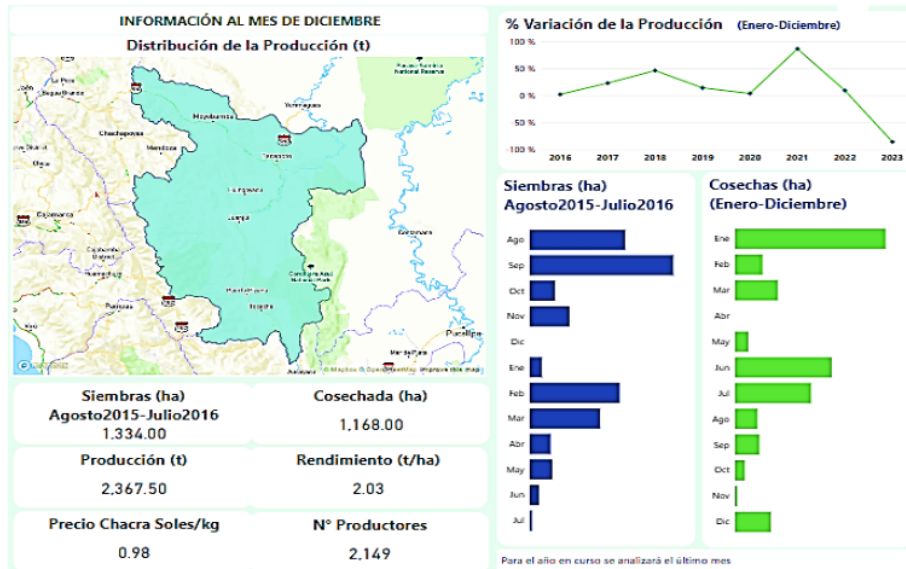 INFORMACIÓN AL MES DE DICIEMBRE
Distribución de la Producción (t)
Moyobamba
Yurimaguas
Chachapoyas
Mendoza
Tarapoto
Juanjuí
Cajamarca
Tocache
Pucallpa
Siembras (ha)
Agosto2015-Julio2016
1,334.00
Cosechada (ha)
1,168.00
Producción (t)
2,367.50
Rendimiento (t/ha)
2.03
Precio Chacra Soles/kg
0.98
N° Productores
2,149
% Variación de la Producción (Enero-Diciembre)
100 %
50 %
0 %
50 %
-100 %
2016 2017 2018 2019 2020 2021 2022 2023
Siembras (ha)
Agosto2015-Julio2016
Ago
Sep
Oct
Nov
Dic
Ene
Feb
Mar
Abr
May
Jun
Jul
Cosechas (ha)
(Enero-Diciembre)
Ene
Feb
Mar
Abr
May
Jun
Jul
Ago
Sep
Oct
Nov
Dic
Para el año en curso se analizará el último mes